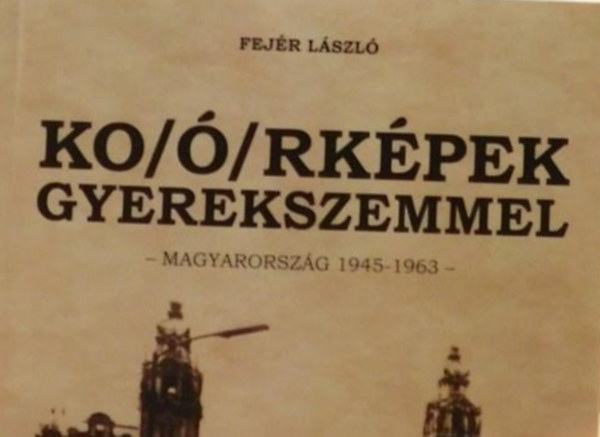 FEJÉR LÁSZLÓ
KO/Ó/RKÉPEK
GYEREKSZEMMEL
– MAGYARORSZÁG 1945-1963 –